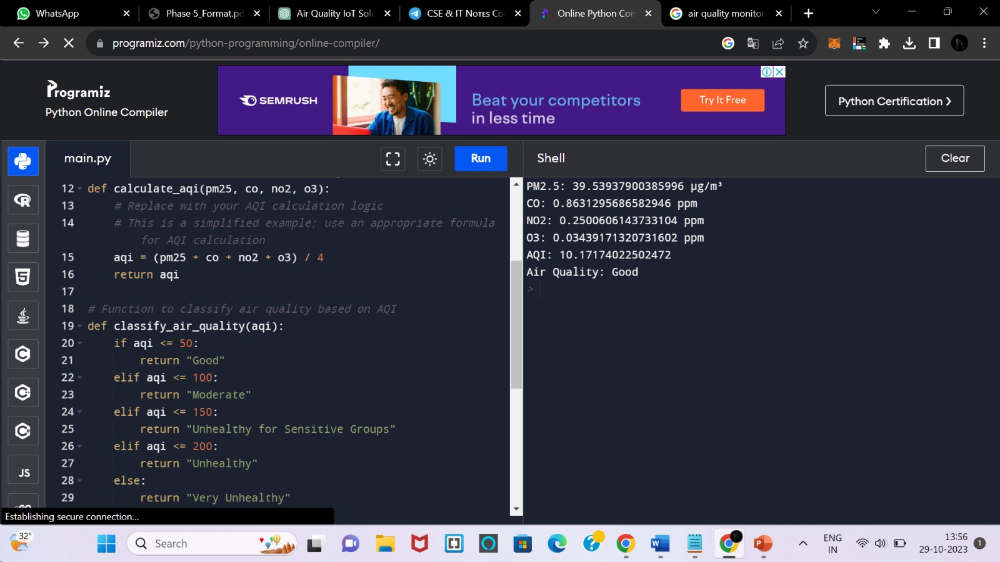 WhatsApp
Phase 5_Format.pd
Air Quality IoT Solu
CSE & IT Notes Co
Online Python Com
air quality monitori
programiz.com/python-programming/online-compiler/
Programiz
Python Online Compiler
SEMRUSH
Beat your competitors
in less time
Try It Free
Python Certification ›
main.py
Run
Shell
Clear
12 def calculate_aqi(pm25, co, no2, o3):
13 # Replace with your AQI calculation logic
14 # This is a simplified example; use an appropriate formula
for AQI calculation
15 aqi = (pm25 + co + no2 + o3) / 4
16 return aqi
17
18 # Function to classify air quality based on AQI
19 def classify_air_quality(aqi):
20 if aqi <= 50:
21 return "Good"
22 elif aqi <= 100:
23 return "Moderate"
24 elif aqi <= 150:
25 return "Unhealthy for Sensitive Groups"
26 elif aqi <= 200:
27 return "Unhealthy"
28 else:
29 return "Very Unhealthy"
PM2.5: 39.53937900385996 µg/m³
CO: 0.8631295686582946 ppm
NO2: 0.2500606143733104 ppm
O3: 0.03439171320731602 ppm
AQI: 10.17174022502472
Air Quality: Good
>
JS
Establishing secure connection...
32°
Search
ENG
IN
13:56
29-10-2023
1